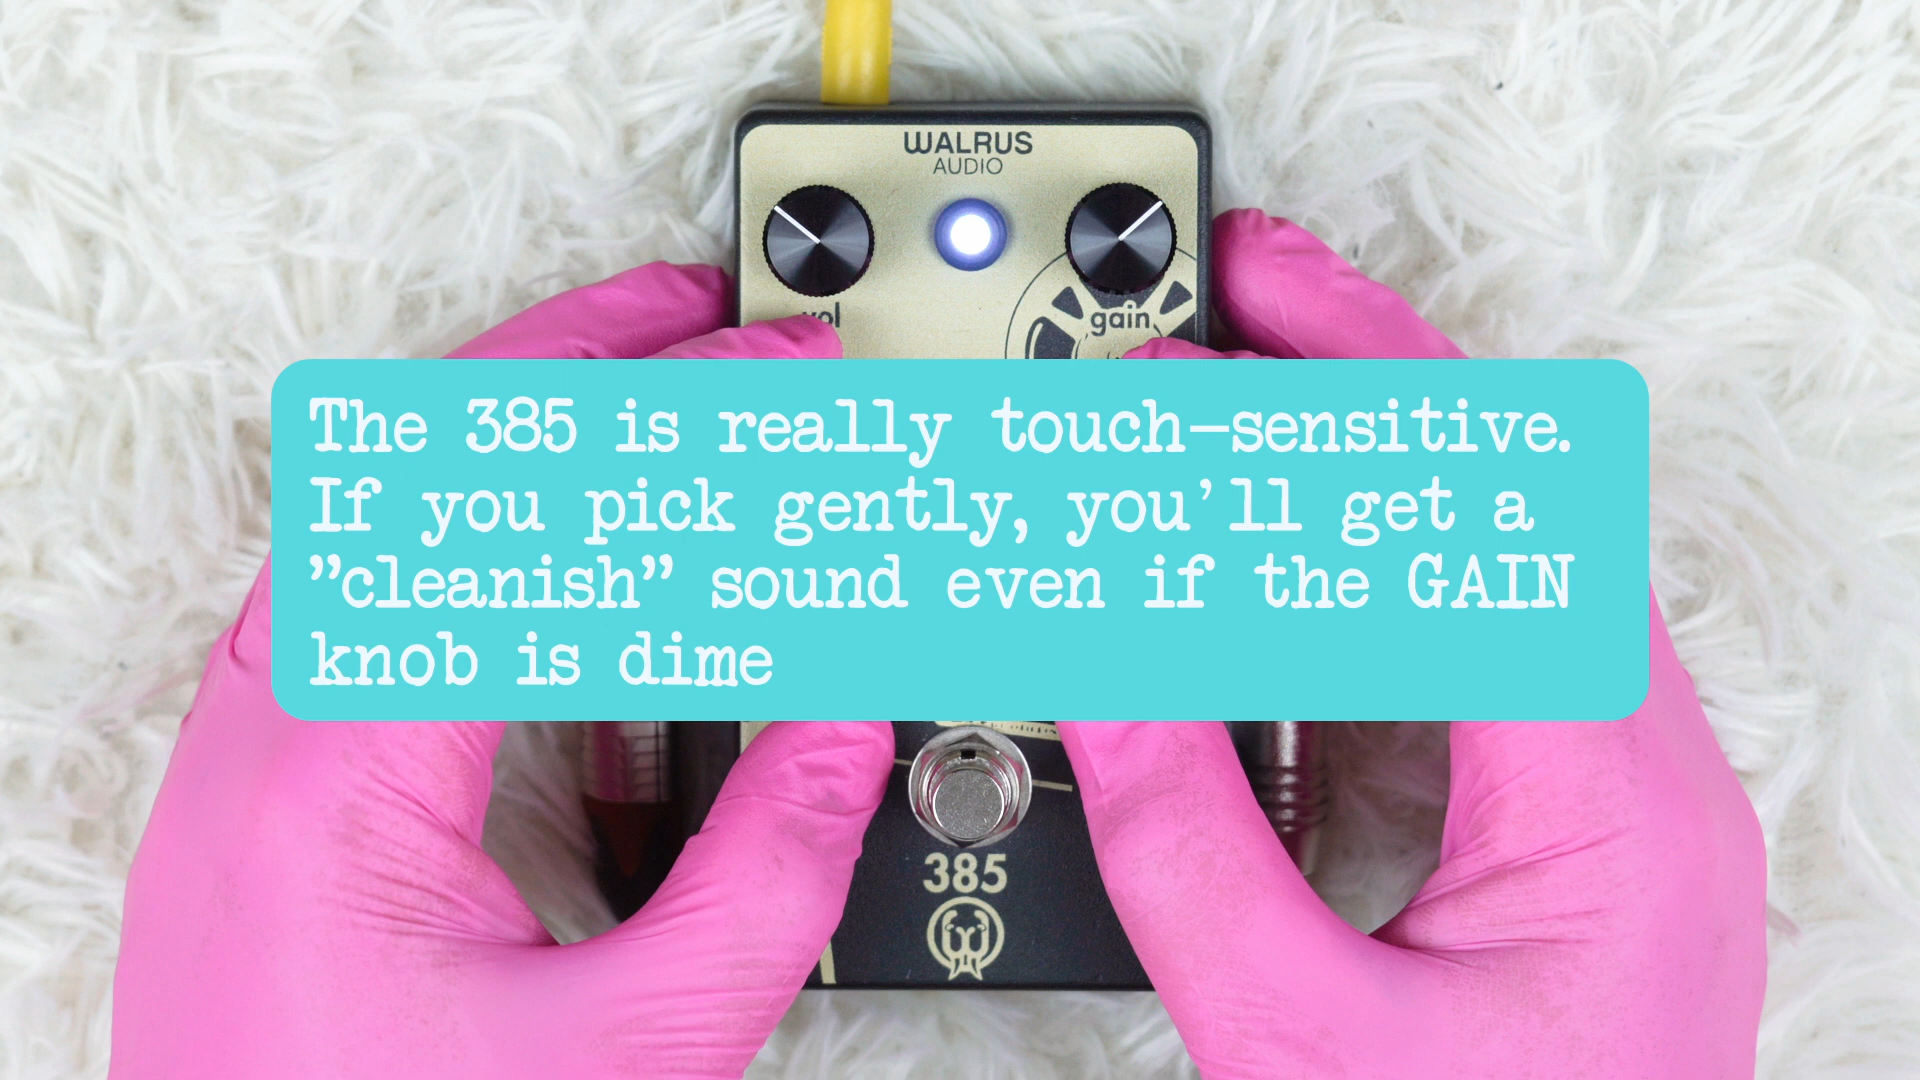 WALRUS
AUDIO
vol
gain
The 385 is really touch-sensitive.
If you pick gently, you'll get a
"cleanish" sound even if the GAIN
knob is dime
385